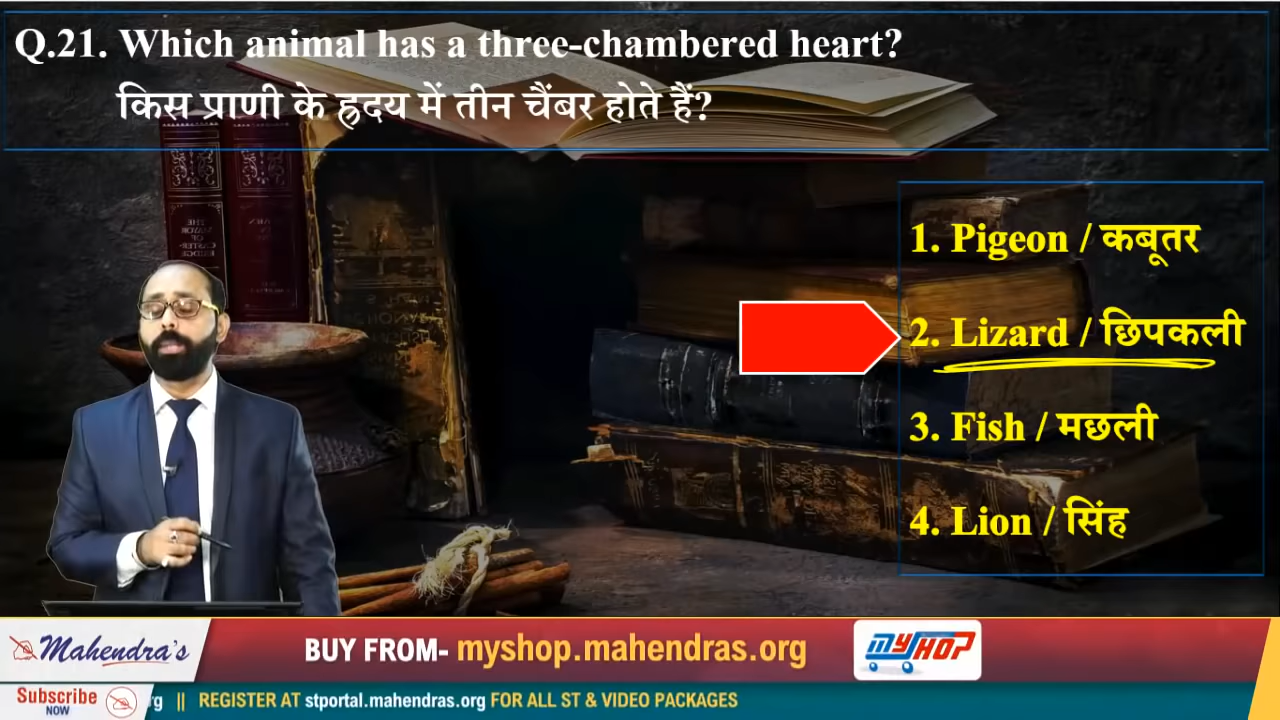 Q.21. Which animal has a three-chambered heart?
किस प्राणी के हृदय में तीन चैंबर होते हैं?
1. Pigeon / कबूतर
2. Lizard / छिपकली
3. Fish / मछली
4. Lion / सिंह
Mahendra's
BUY FROM- myshop.mahendras.org
MYSHOP
Subscribe
NOW
rg || REGISTER AT stportal.mahendras.org FOR ALL ST & VIDEO PACKAGES